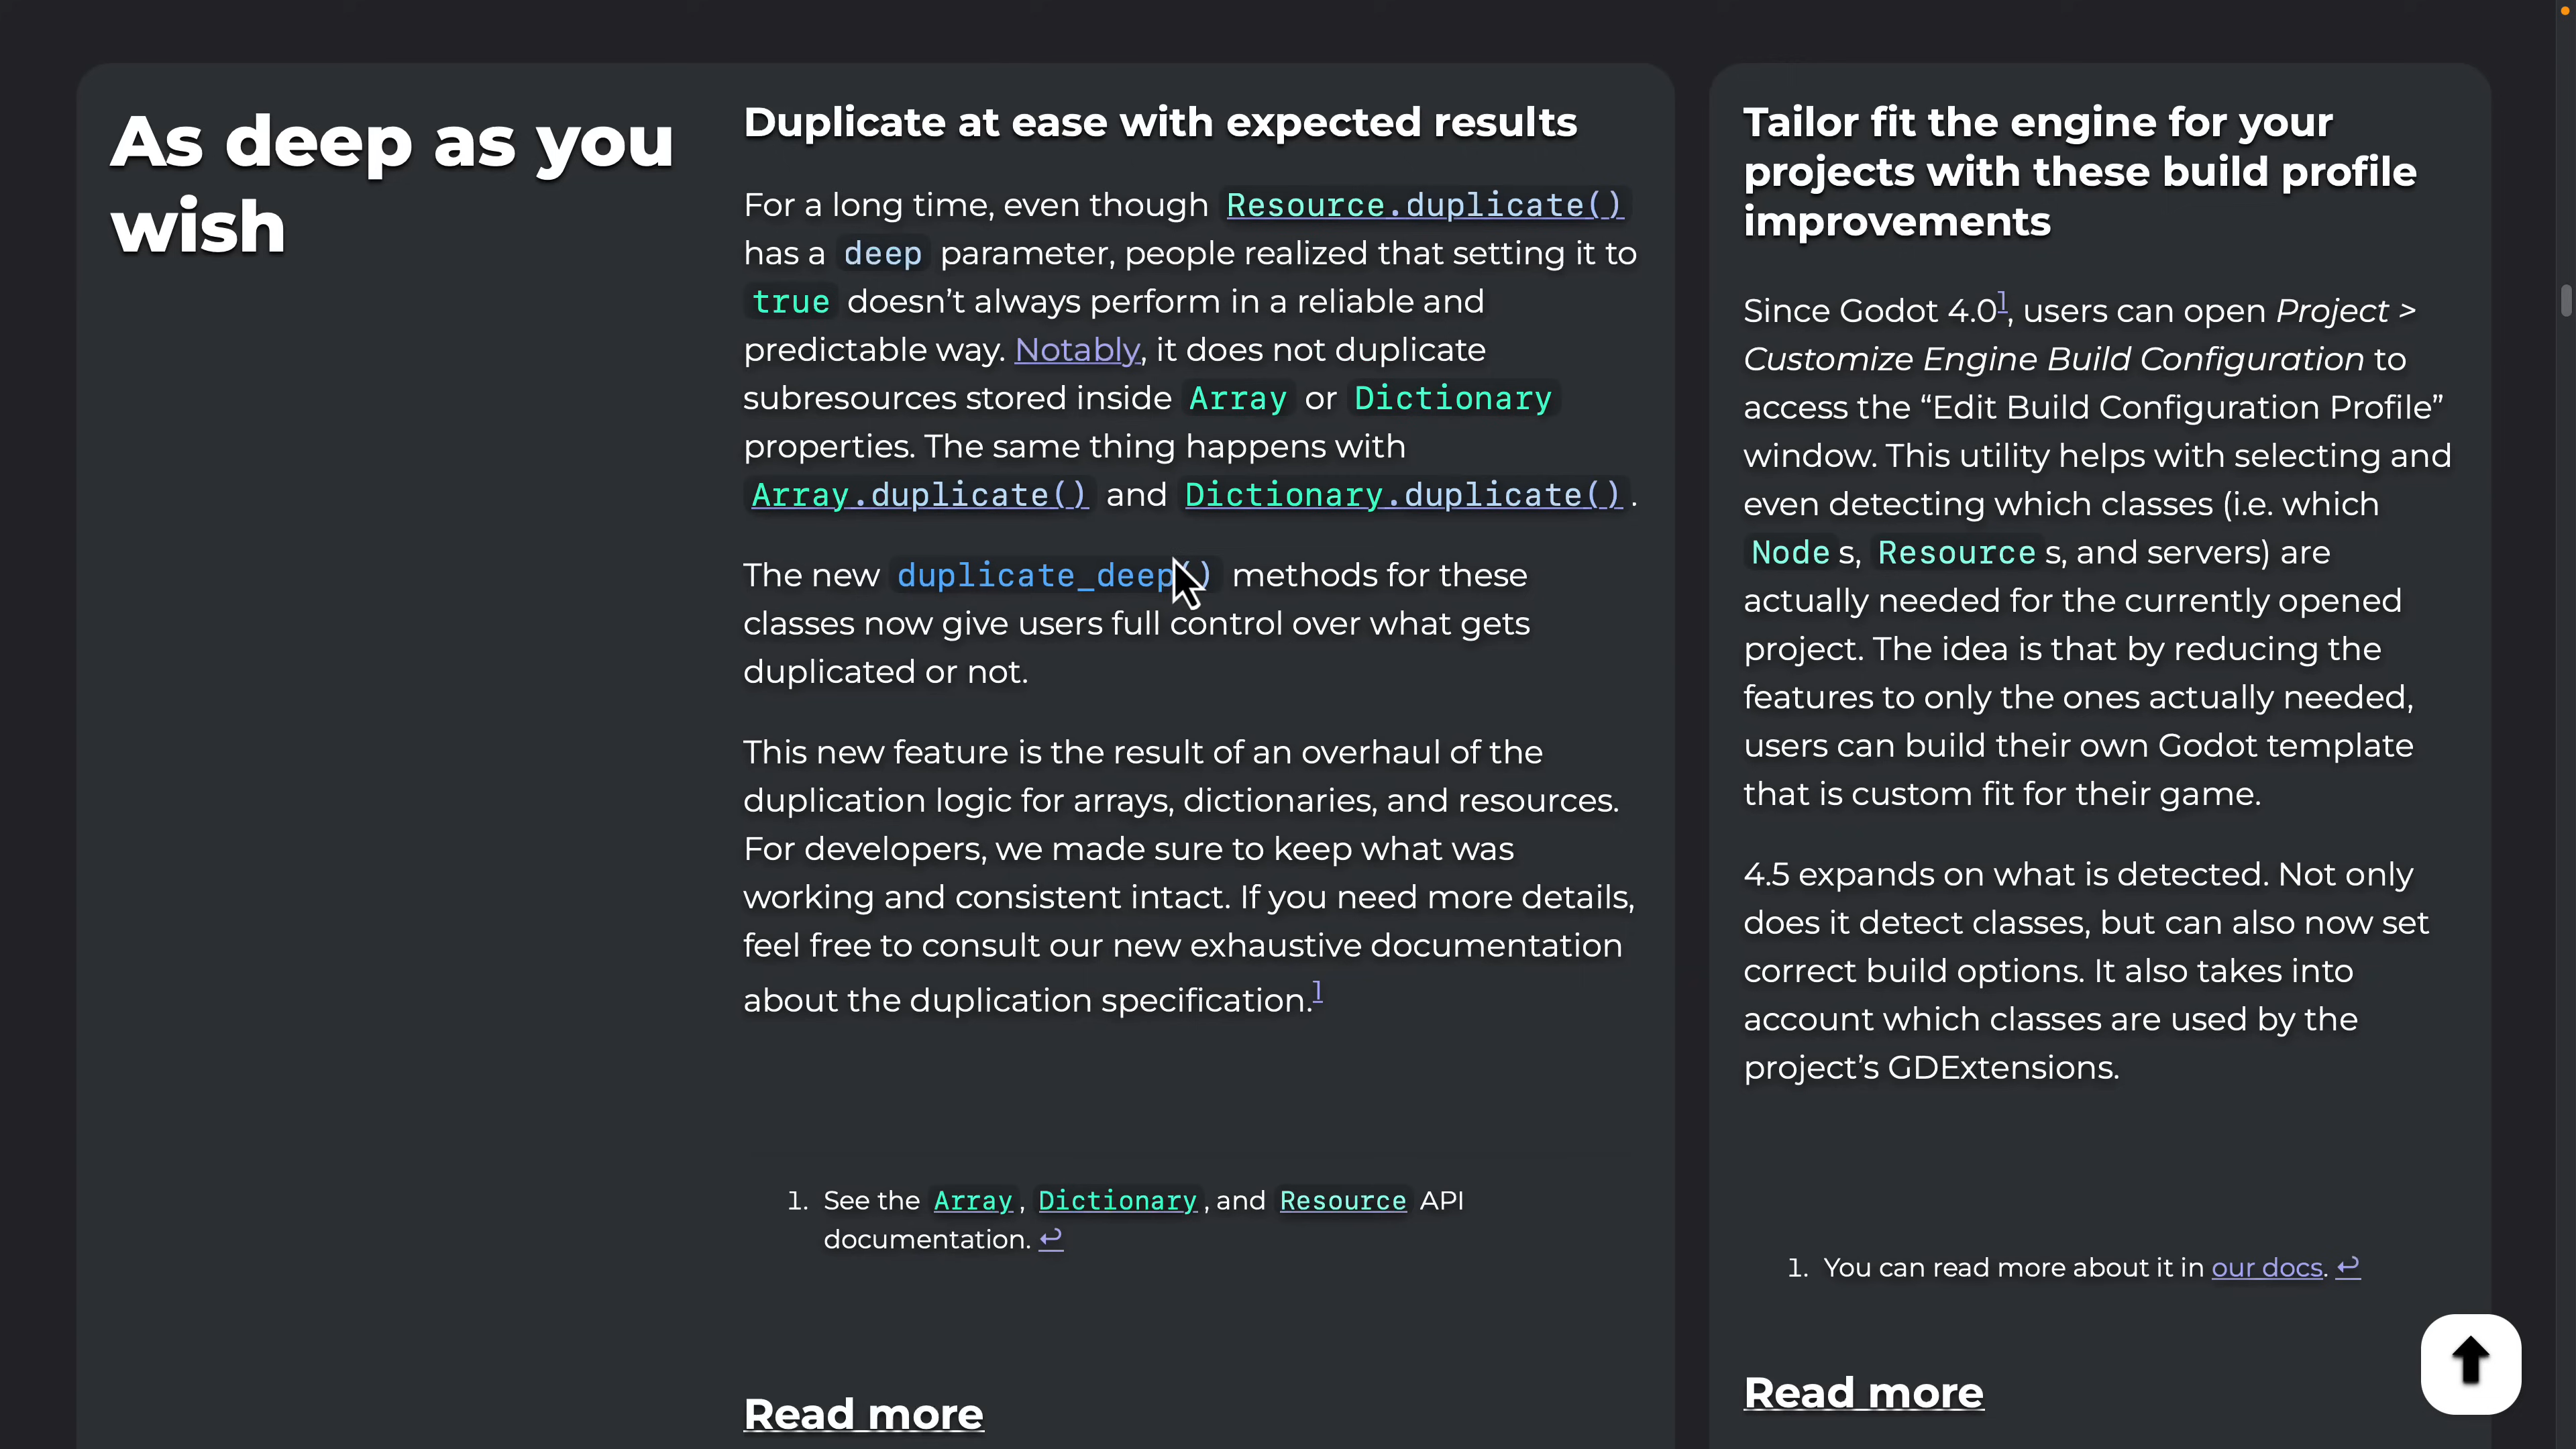 As deep as you
wish
Duplicate at ease with expected results
For a long time, even though Resource.duplicate()
has a deep parameter, people realized that setting it to
true doesn’t always perform in a reliable and
predictable way. Notably, it does not duplicate
subresources stored inside Array or Dictionary
properties. The same thing happens with
Array.duplicate() and Dictionary.duplicate().
The new duplicate_deep() methods for these
classes now give users full control over what gets
duplicated or not.
This new feature is the result of an overhaul of the
duplication logic for arrays, dictionaries, and resources.
For developers, we made sure to keep what was
working and consistent intact. If you need more details,
feel free to consult our new exhaustive documentation
about the duplication specification.1
1. See the Array, Dictionary, and Resource API
documentation. ↩
Read more
Tailor fit the engine for your
projects with these build profile
improvements
Since Godot 4.01, users can open Project >
Customize Engine Build Configuration to
access the “Edit Build Configuration Profile”
window. This utility helps with selecting and
even detecting which classes (i.e. which
Nodes, Resources, and servers) are
actually needed for the currently opened
project. The idea is that by reducing the
features to only the ones actually needed,
users can build their own Godot template
that is custom fit for their game.
4.5 expands on what is detected. Not only
does it detect classes, but can also now set
correct build options. It also takes into
account which classes are used by the
project’s GDExtensions.
1. You can read more about it in our docs. ↩
Read more